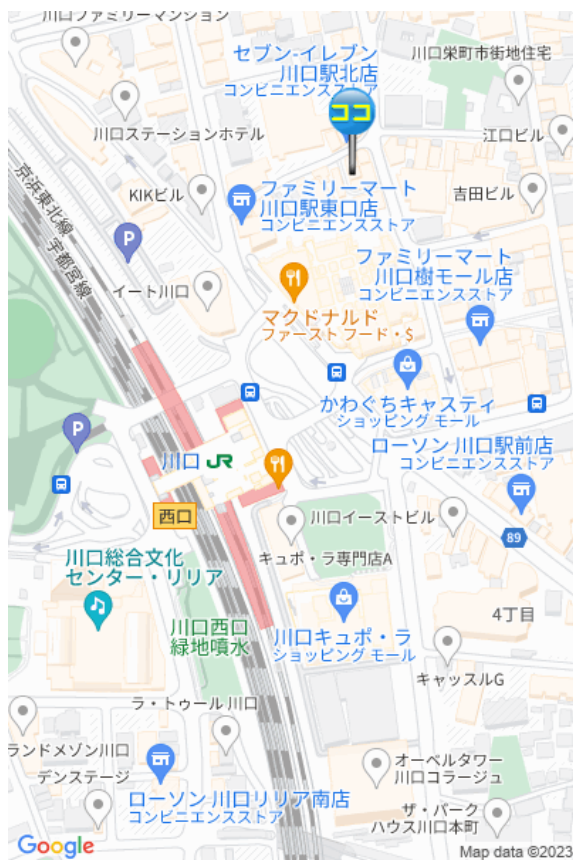 川口ファミリーマンション
セブン-イレブン
川口駅北店
コンビニエンスストア
川口栄町市街地住宅
ココ
川口ステーションホテル
江口ビル
京浜東北線
宇都宮線
KIKビル
ファミリーマート
川口駅東口店
コンビニエンスストア
吉田ビル
P
イート川口
ファミリーマート
川口樹モール店
コンビニエンスストア
マクドナルド
ファースト フード・$
かわぐちキャスティ
ショッピング モール
P
川口 JR
ローソン 川口駅前店
コンビニエンスストア
西口
川口イーストビル
89
キュポ・ラ専門店A
川口総合文化
センター・リリア
川口西口
緑地噴水
川口キュポ・ラ
ショッピング モール
4丁目
キャッスルG
ラ・トゥール 川口
ランドメゾン川口
デンステージ
オーベルタワー
川口コラージュ
ローソン 川口リリア南店
コンビニエンスストア
ザ・パーク
ハウス川口本町
Google
Map data ©2023